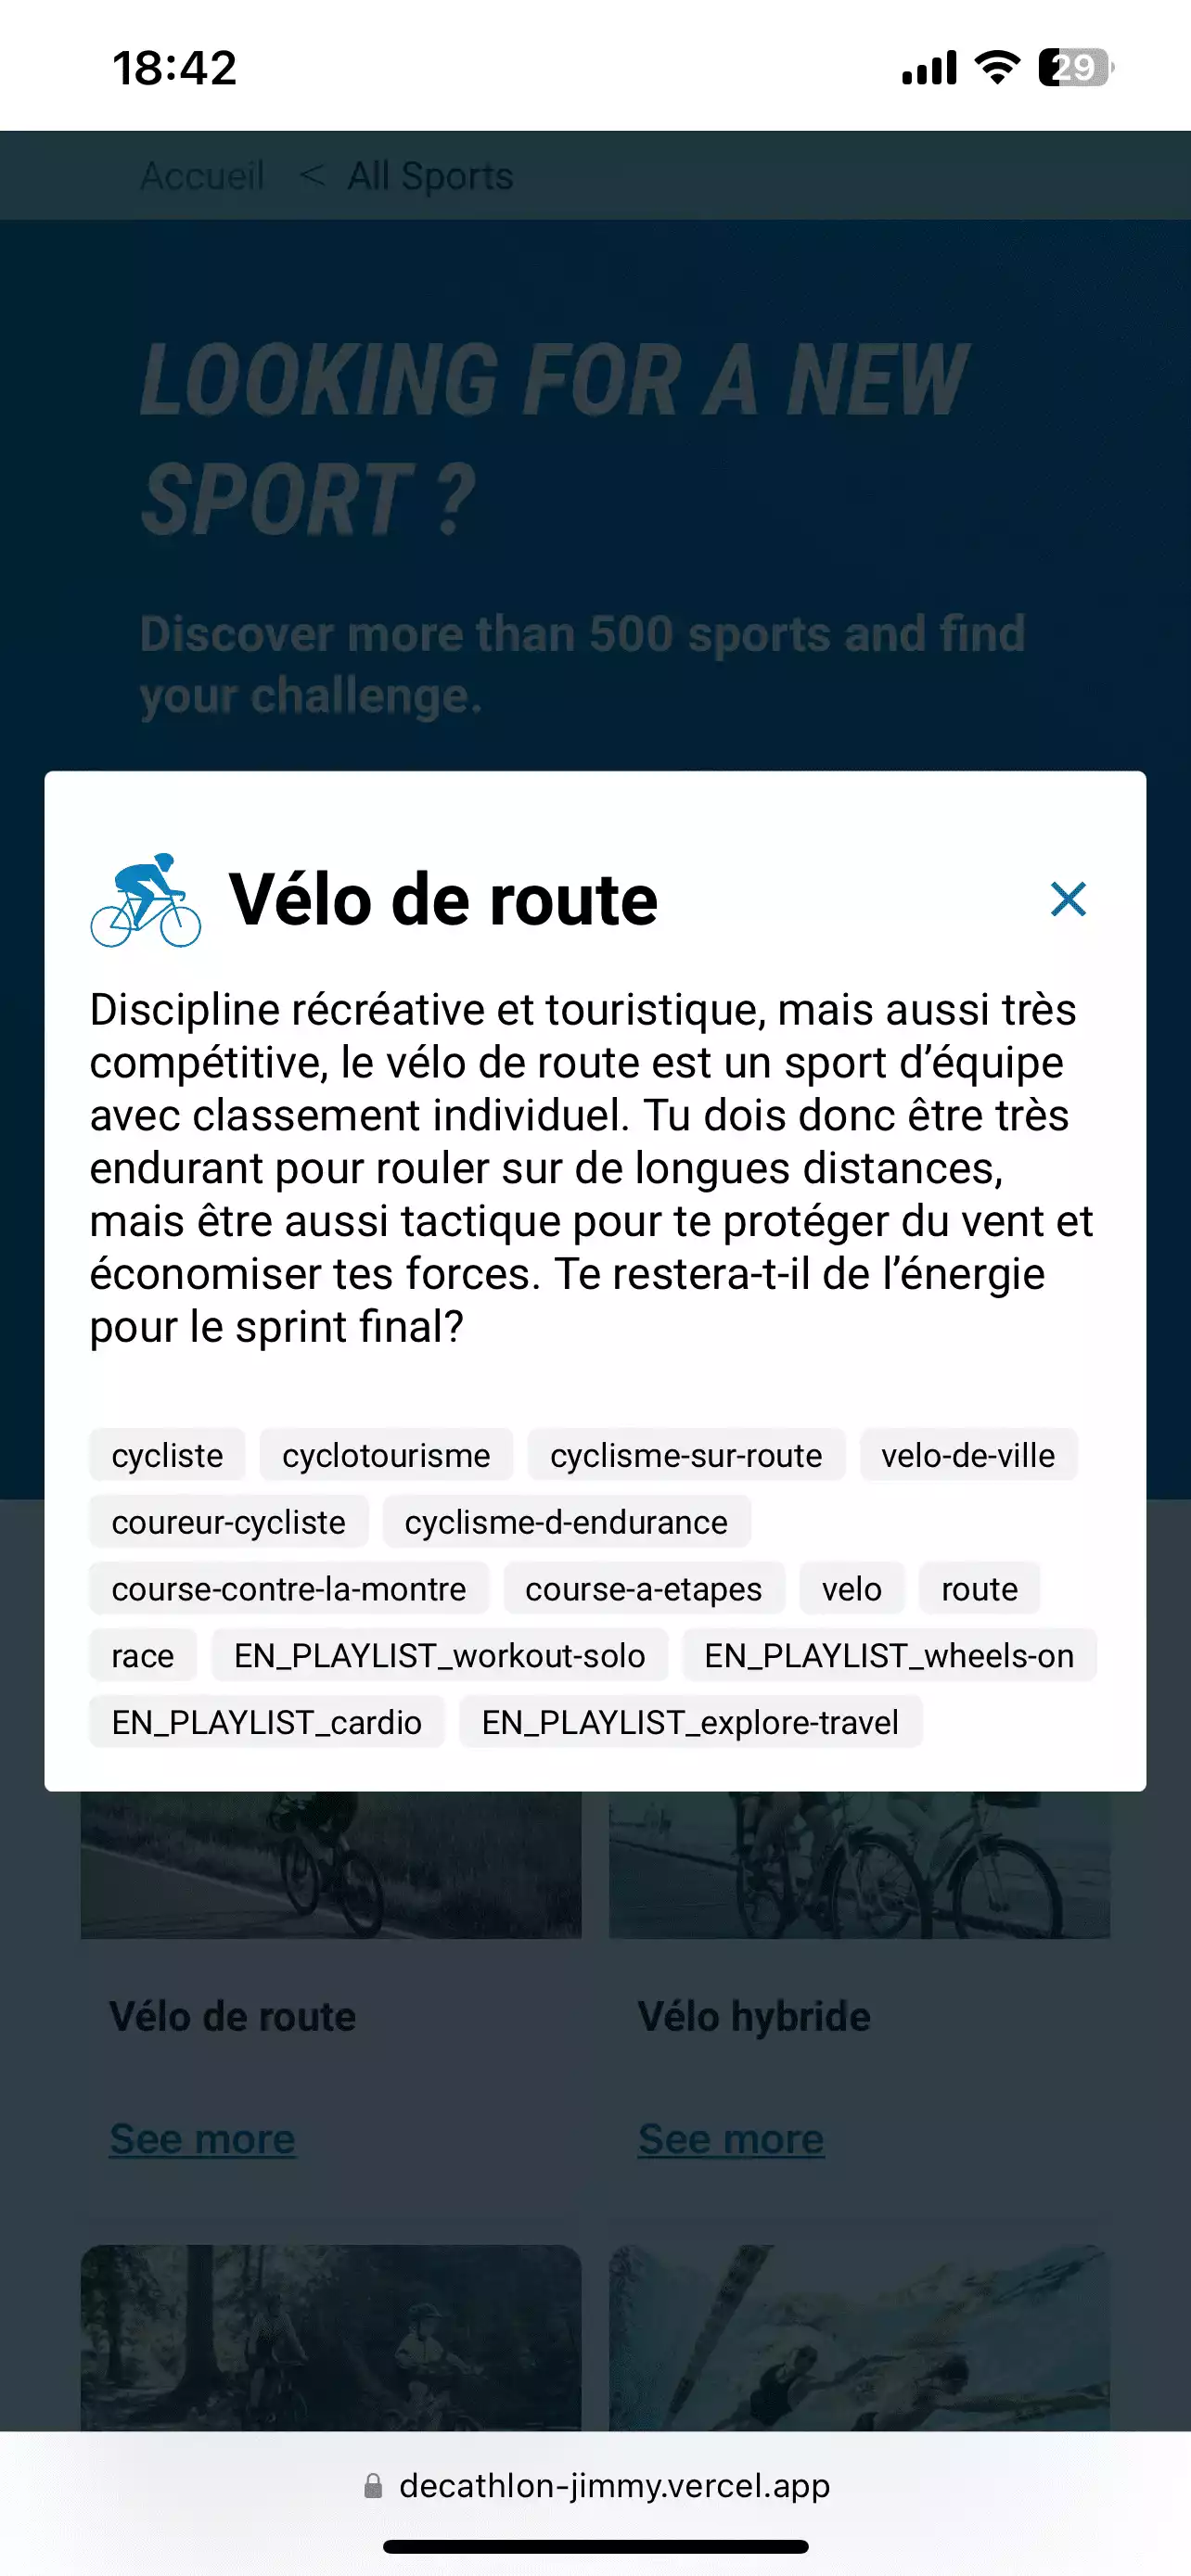 18:42
29
Accueil < All Sports
LOOKING FOR A NEW
SPORT ?
Discover more than 500 sports and find
your challenge.
Vélo de route
Discipline récréative et touristique, mais aussi très
compétitive, le vélo de route est un sport d’équipe
avec classement individuel. Tu dois donc être très
endurant pour rouler sur de longues distances,
mais être aussi tactique pour te protéger du vent et
économiser tes forces. Te restera-t-il de l’énergie
pour le sprint final?
cycliste cyclotourisme cyclisme-sur-route velo-de-ville
coureur-cycliste cyclisme-d-endurance
course-contre-la-montre course-a-etapes velo route
race EN_PLAYLIST_workout-solo EN_PLAYLIST_wheels-on
EN_PLAYLIST_cardio EN_PLAYLIST_explore-travel
Vélo de route Vélo hybride
See more See more
decathlon-jimmy.vercel.app